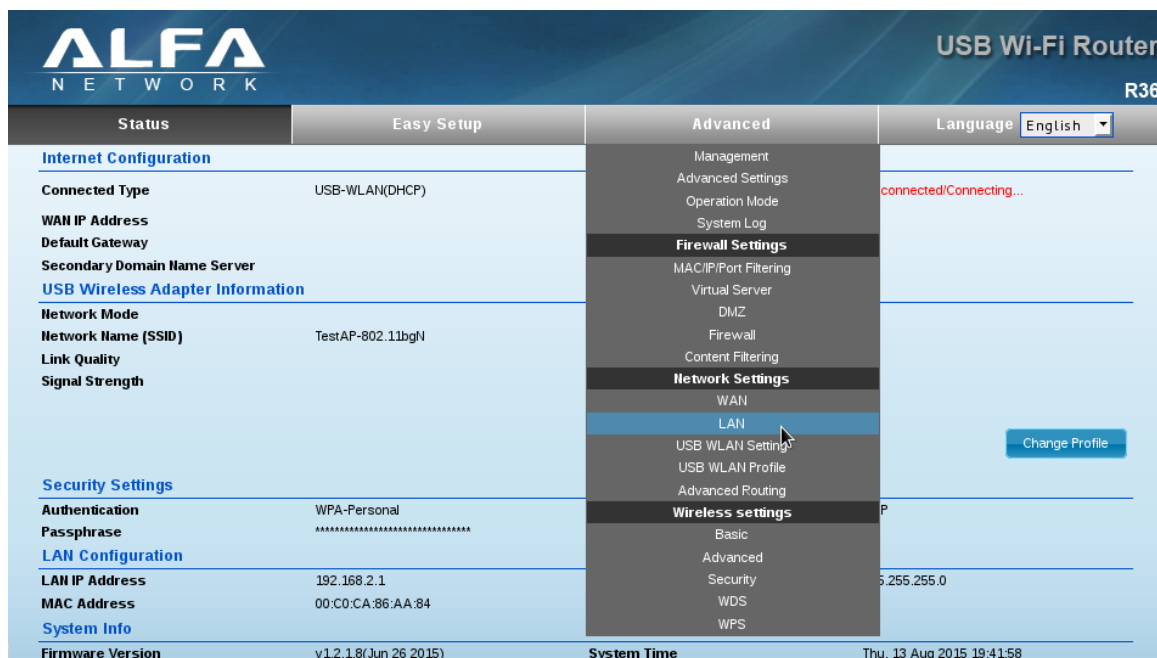 ALFA
NETWORK
USB Wi-Fi Router
R36
Status Easy Setup Advanced Language English
Internet Configuration
Management
Advanced Settings
Connected Type USB-WLAN(DHCP) connected/Connecting...
Operation Mode
WAN IP Address System Log
Default Gateway Firewall Settings
Secondary Domain Name Server MAC/IP/Port Filtering
USB Wireless Adapter Information Virtual Server
Network Mode DMZ
Network Name (SSID) TestAP-802.11bgN Firewall
Link Quality Content Filtering
Signal Strength Network Settings
WAN
LAN
USB WLAN Setting Change Profile
USB WLAN Profile
Security Settings Advanced Routing
Authentication WPA-Personal Wireless settings P
Passphrase ******************************** Basic
LAN Configuration Advanced
LAN IP Address 192.168.2.1 Security 5.255.255.0
MAC Address 00:C0:CA:86:AA:84 WDS
System Info WPS
Firmware Version v1.2.1.8(Jun 26 2015) System Time Thu, 13 Aug 2015 19:41:58